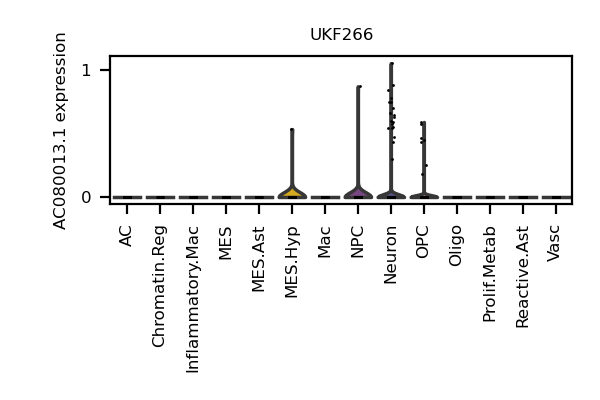 UKF266
AC080013.1 expression
1
0
AC
Chromatin.Reg
Inflammatory.Mac
MES
MES.Ast
MES.Hyp
Mac
NPC
Neuron
OPC
Oligo
Prolif.Metab
Reactive.Ast
Vasc